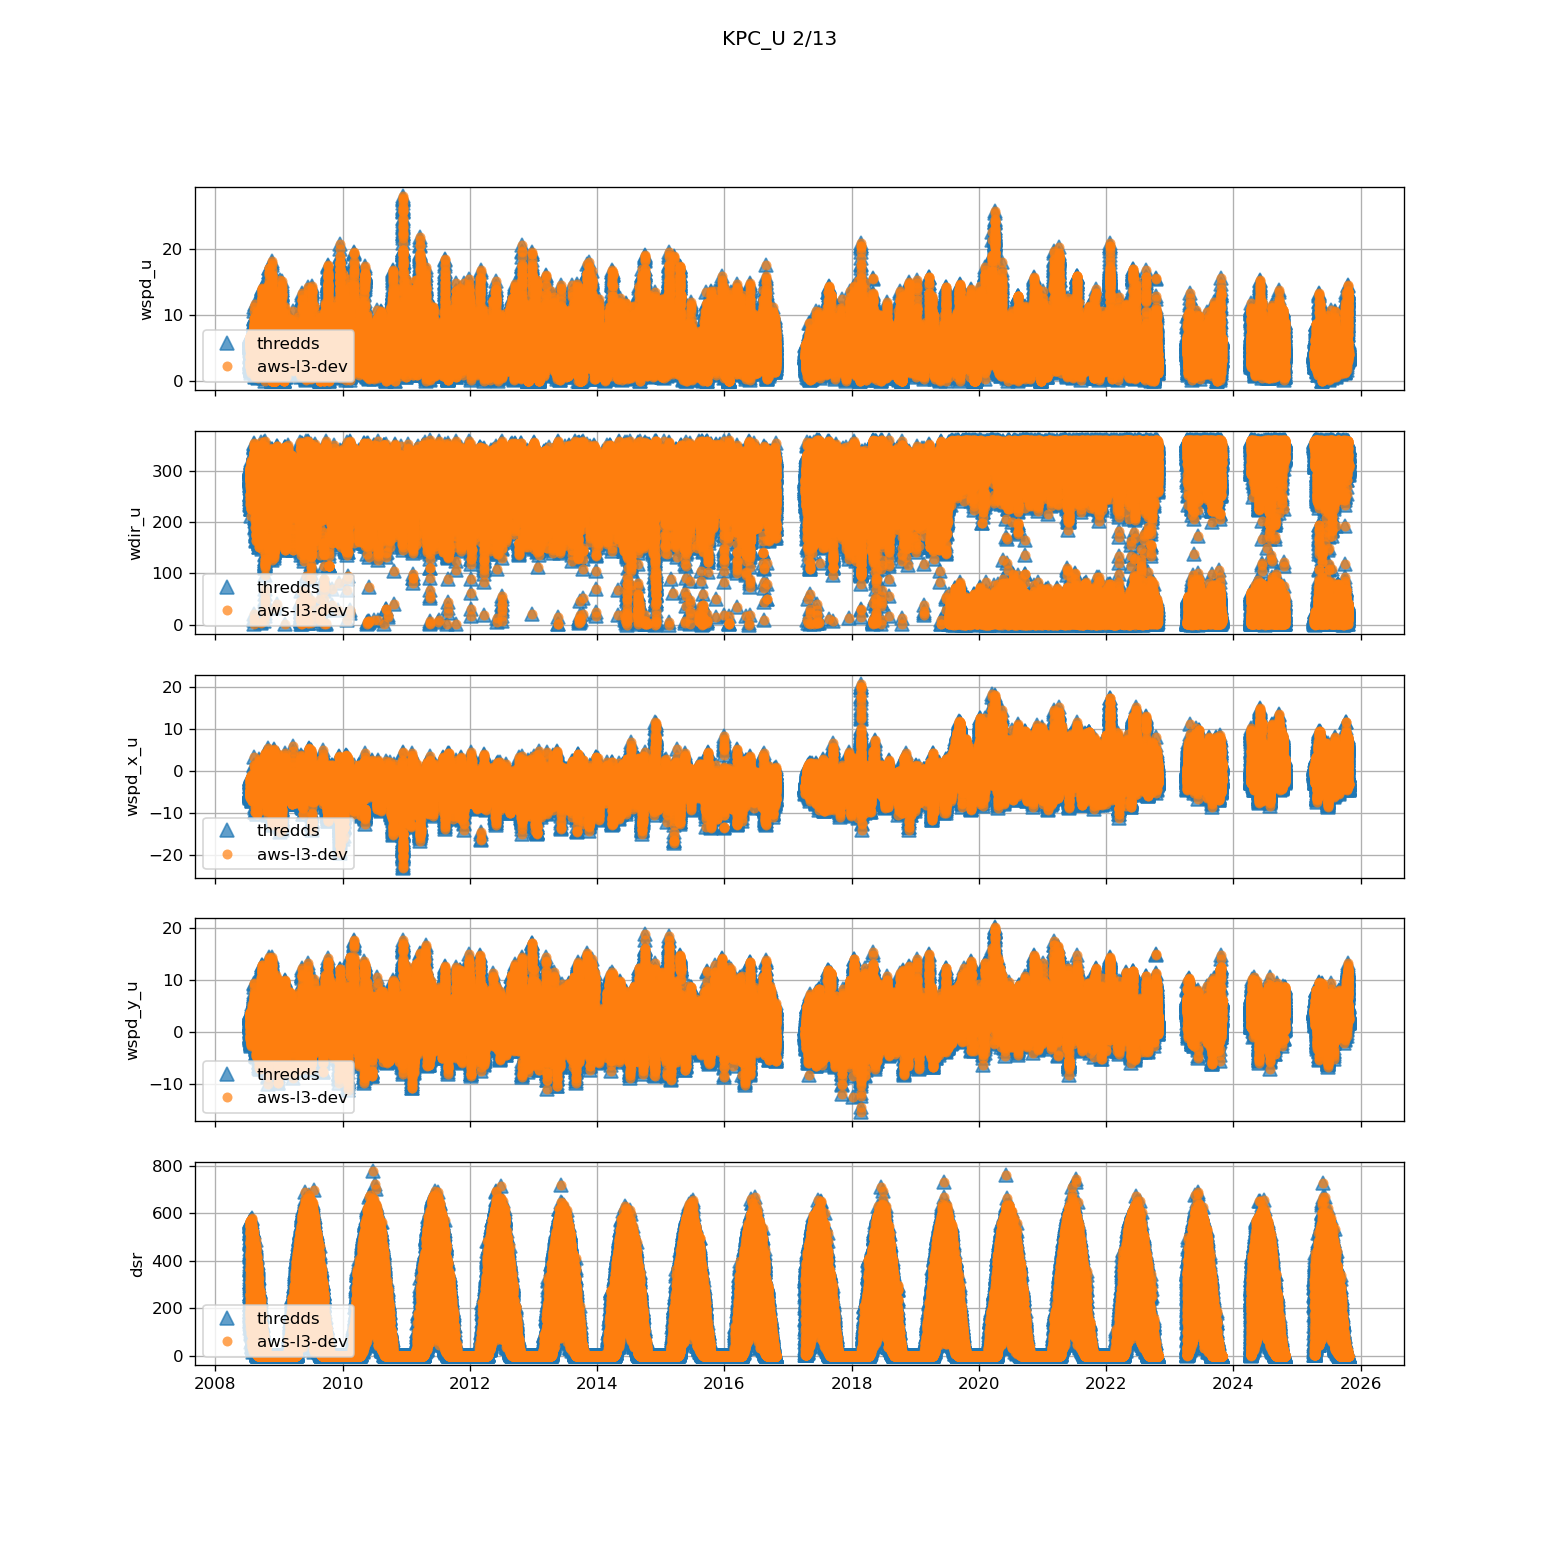 KPC_U 2/13
wspd_u
20
10
0
thredds
aws-l3-dev
wdir_u
300
200
100
0
thredds
aws-l3-dev
wspd_x_u
20
10
0
−10
−20
thredds
aws-l3-dev
wspd_y_u
20
10
0
−10
thredds
aws-l3-dev
dsr
800
600
400
200
0
thredds
aws-l3-dev
2008 2010 2012 2014 2016 2018 2020 2022 2024 2026